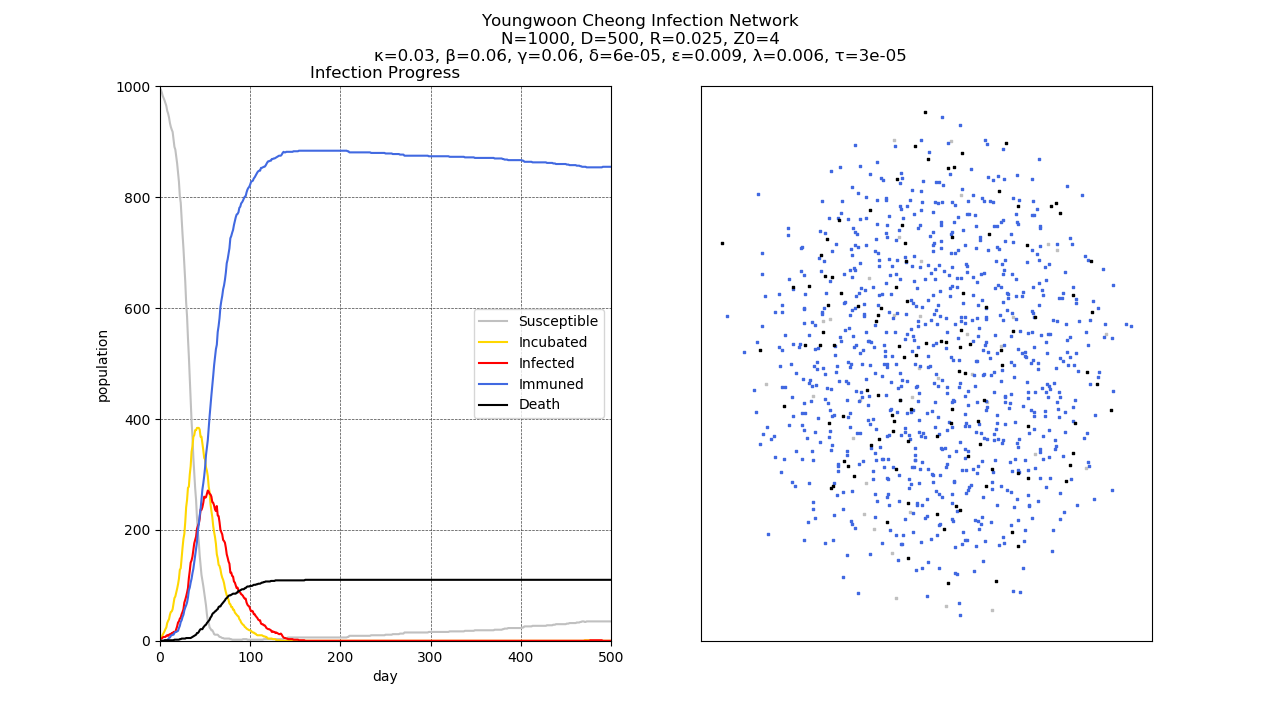 Youngwoon Cheong Infection Network
N=1000, D=500, R=0.025, Z0=4
κ=0.03, β=0.06, γ=0.06, δ=6e-05, ε=0.009, λ=0.006, τ=3e-05
Infection Progress
1000
800
600
400
200
0
population
0 100 200 300 400 500
day
Susceptible
Incubated
Infected
Immuned
Death